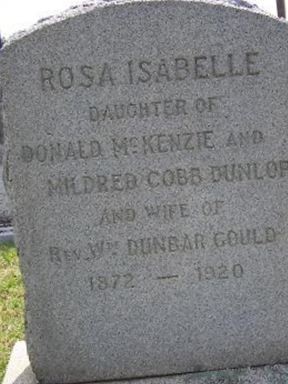 ROSA ISABELLE
DAUGHTER OF
DONALD McKENZIE AND
MILDRED COBB DUNLOP
AND WIFE OF
REV. Wm DUNBAR GOULD
1872 — 1920